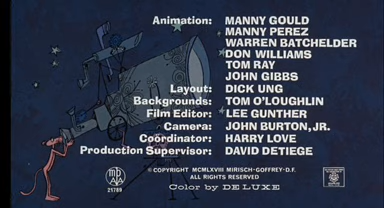 Animation: MANNY GOULD
MANNY PEREZ
WARREN BATCHELDER
DON WILLIAMS
TOM RAY
JOHN GIBBS
Layout: DICK UNG
Backgrounds: TOM O'LOUGHLIN
Film Editor: LEE GUNTHER
Camera: JOHN BURTON, JR.
Coordinator: HARRY LOVE
Production Supervisor: DAVID DETIEGE
21789
© COPYRIGHT MCMLXVIII MIRISCH-GEOFFREY-D.F.
ALL RIGHTS RESERVED
Color by DE LUXE